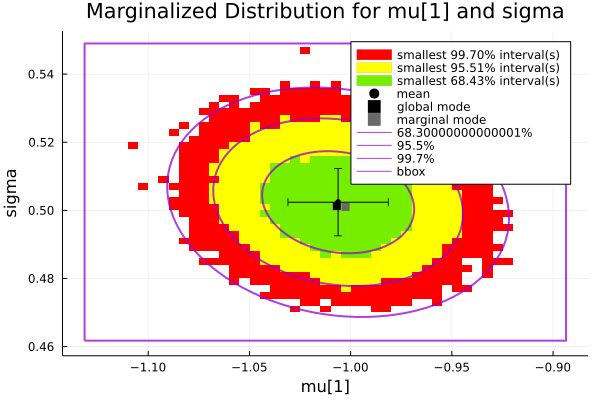 Marginalized Distribution for mu[1] and sigma
smallest 99.70% interval(s)
smallest 95.51% interval(s)
smallest 68.43% interval(s)
mean
global mode
marginal mode
68.30000000000001%
95.5%
99.7%
bbox
sigma
0.54
0.52
0.50
0.48
0.46
−1.10
−1.05
−1.00
−0.95
−0.90
mu[1]